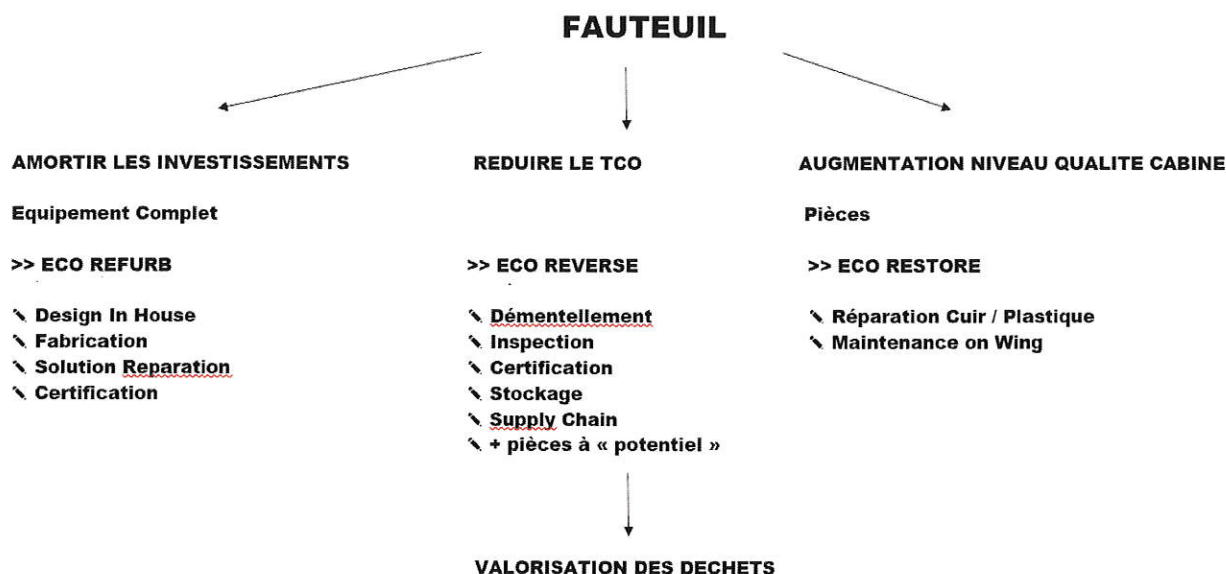 FAUTEUIL
AMORTIR LES INVESTISSEMENTS
Equipement Complet
>> ECO REFURB
Design In House
Fabrication
Solution Reparation
Certification
REDUIRE LE TCO
>> ECO REVERSE
Démentellement
Inspection
Certification
Stockage
Supply Chain
+ pièces à « potentiel »
VALORISATION DES DECHETS
AUGMENTATION NIVEAU QUALITE CABINE
Pièces
>> ECO RESTORE
Réparation Cuir / Plastique
Maintenance on Wing